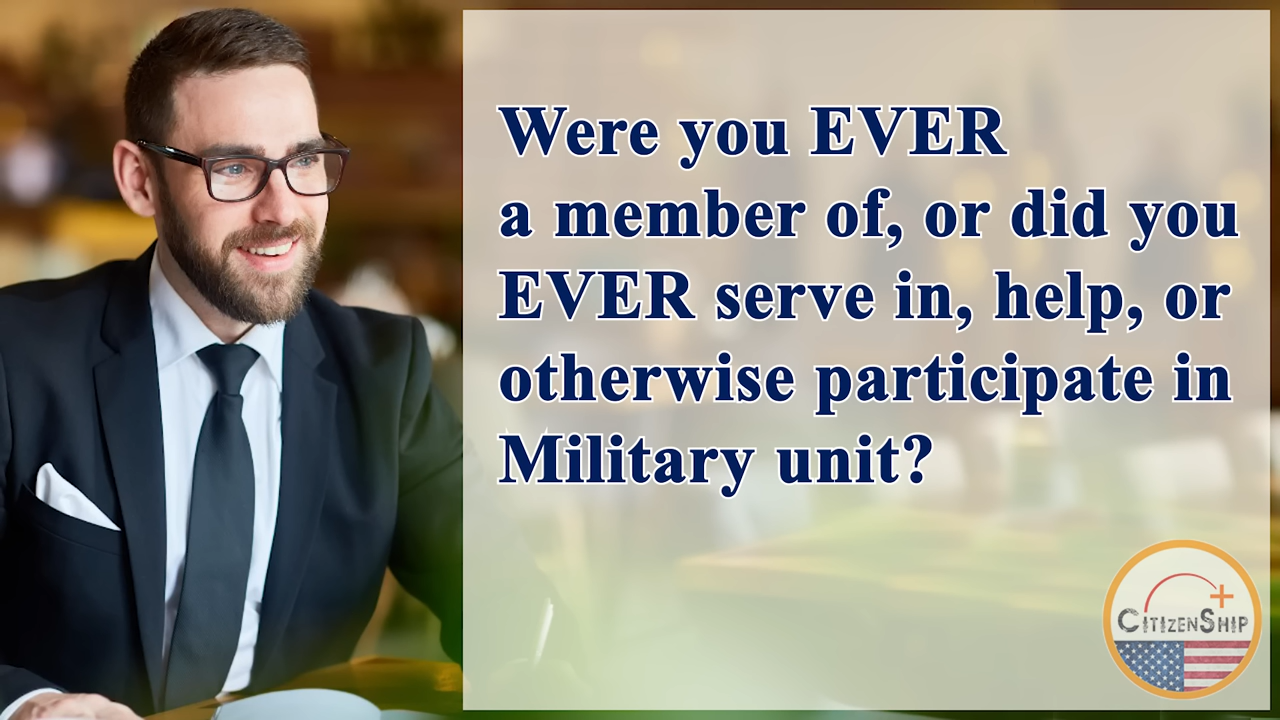 Were you EVER
a member of, or did you
EVER serve in, help, or
otherwise participate in
Military unit?
CITIZENSHIP